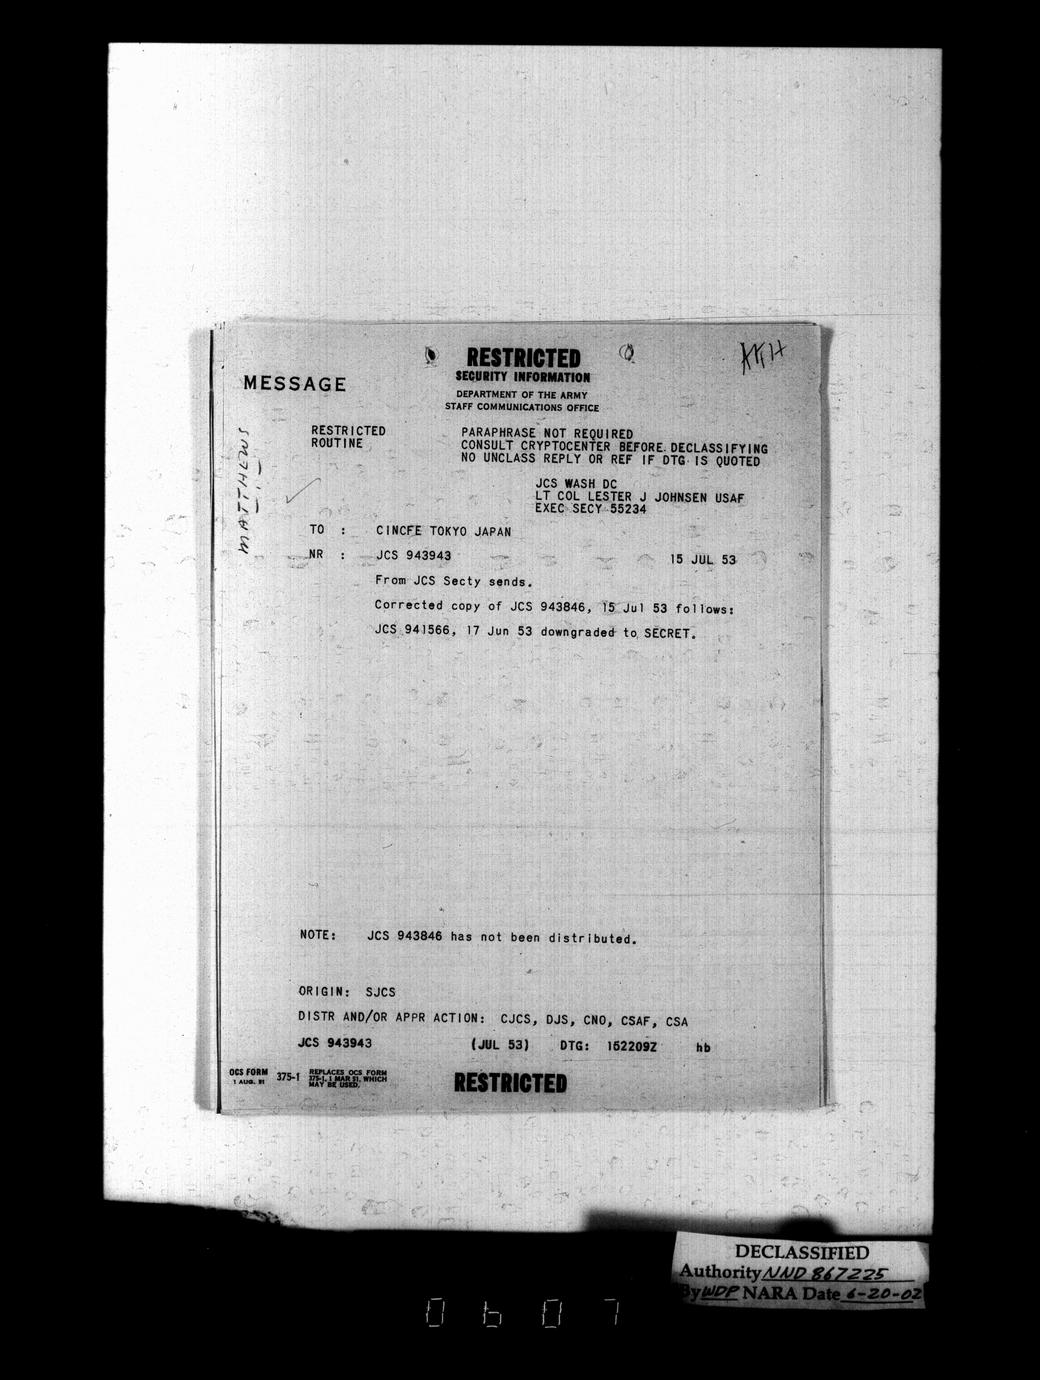 RESTRICTED
SECURITY INFORMATION
DEPARTMENT OF THE ARMY
STAFF COMMUNICATIONS OFFICE
MESSAGE
MATTHEWS
RESTRICTED
ROUTINE
PARAPHRASE NOT REQUIRED
CONSULT CRYPTOCENTER BEFORE DECLASSIFYING
NO UNCLASS REPLY OR REF IF DTG IS QUOTED
JCS WASH DC
LT COL LESTER J JOHNSEN USAF
EXEC SECY 55234
TO : CINCFE TOKYO JAPAN
NR : JCS 943943 15 JUL 53
From JCS Secty sends.
Corrected copy of JCS 943846, 15 Jul 53 follows:
JCS 941566, 17 Jun 53 downgraded to SECRET.
NOTE: JCS 943846 has not been distributed.
ORIGIN: SJCS
DISTR AND/OR APPR ACTION: CJCS, DJS, CNO, CSAF, CSA
JCS 943943 (JUL 53) DTG: 152209Z hb
OCS FORM 375-1 REPLACES OCS FORM
1 AUG. 51 375-1, 1 MAR 51, WHICH
MAY BE USED.
RESTRICTED
DECLASSIFIED
Authority NND 867225
By WDP NARA Date 6-20-02
0607